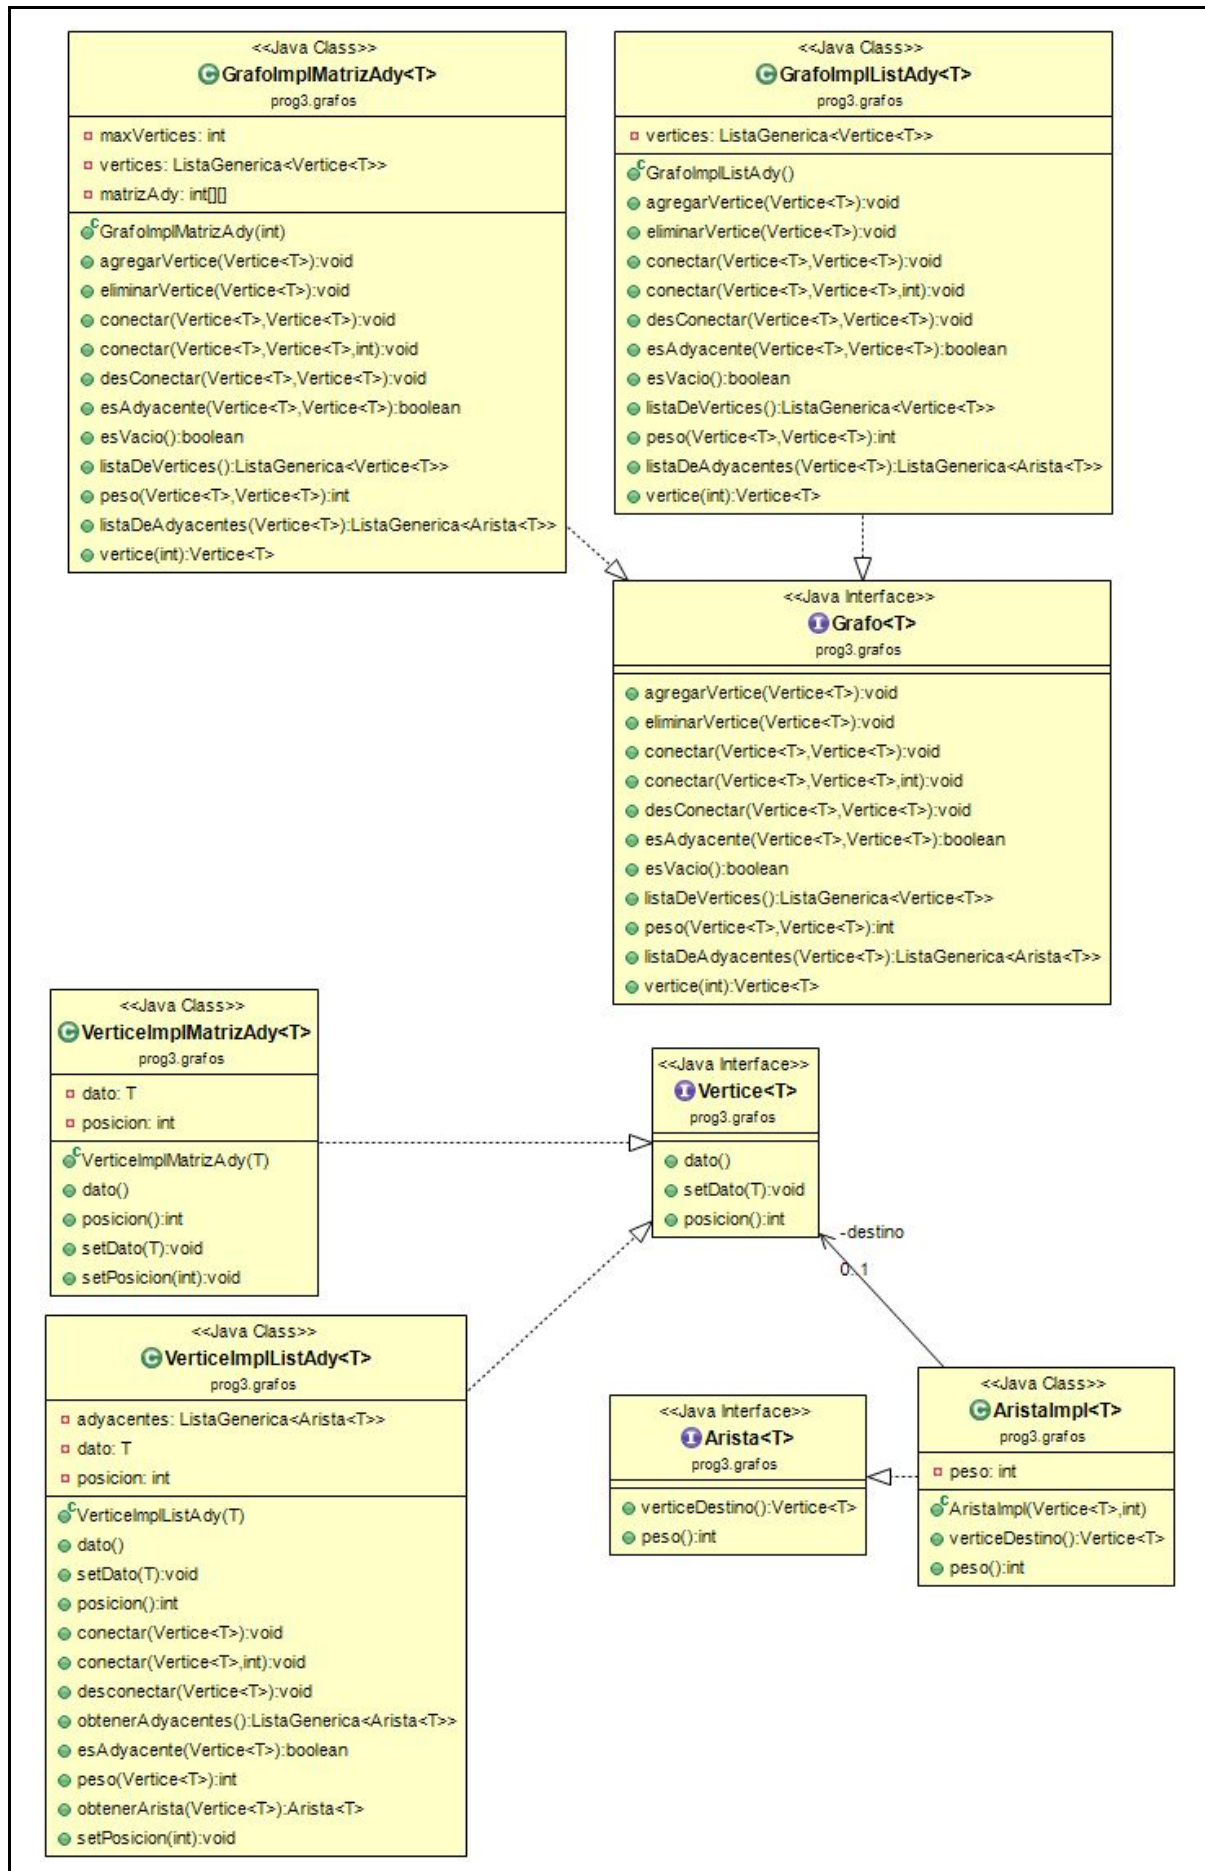 <<Java Class>>
GrafoImplMatrizAdy<T>
prog3.grafos
maxVertices: int
vertices: ListaGenerica<Vertice<T>>
matrizAdy: int[][]
GrafoImplMatrizAdy(int)
agregarVertice(Vertice<T>):void
eliminarVertice(Vertice<T>):void
conectar(Vertice<T>,Vertice<T>):void
conectar(Vertice<T>,Vertice<T>,int):void
desConectar(Vertice<T>,Vertice<T>):void
esAdyacente(Vertice<T>,Vertice<T>):boolean
esVacio():boolean
listaDeVertices():ListaGenerica<Vertice<T>>
peso(Vertice<T>,Vertice<T>):int
listaDeAdyacentes(Vertice<T>):ListaGenerica<Arista<T>>
vertice(int):Vertice<T>
<<Java Class>>
GrafoImplListAdy<T>
prog3.grafos
vertices: ListaGenerica<Vertice<T>>
GrafoImplListAdy()
agregarVertice(Vertice<T>):void
eliminarVertice(Vertice<T>):void
conectar(Vertice<T>,Vertice<T>):void
conectar(Vertice<T>,Vertice<T>,int):void
desConectar(Vertice<T>,Vertice<T>):void
esAdyacente(Vertice<T>,Vertice<T>):boolean
esVacio():boolean
listaDeVertices():ListaGenerica<Vertice<T>>
peso(Vertice<T>,Vertice<T>):int
listaDeAdyacentes(Vertice<T>):ListaGenerica<Arista<T>>
vertice(int):Vertice<T>
<<Java Interface>>
Grafo<T>
prog3.grafos
agregarVertice(Vertice<T>):void
eliminarVertice(Vertice<T>):void
conectar(Vertice<T>,Vertice<T>):void
conectar(Vertice<T>,Vertice<T>,int):void
desConectar(Vertice<T>,Vertice<T>):void
esAdyacente(Vertice<T>,Vertice<T>):boolean
esVacio():boolean
listaDeVertices():ListaGenerica<Vertice<T>>
peso(Vertice<T>,Vertice<T>):int
listaDeAdyacentes(Vertice<T>):ListaGenerica<Arista<T>>
vertice(int):Vertice<T>
<<Java Class>>
VerticeImplMatrizAdy<T>
prog3.grafos
dato: T
posicion: int
VerticeImplMatrizAdy(T)
dato()
posicion():int
setDato(T):void
setPosicion(int):void
<<Java Interface>>
Vertice<T>
prog3.grafos
dato()
setDato(T):void
posicion():int
-destino
0..1
<<Java Class>>
VerticeImplListAdy<T>
prog3.grafos
adyacentes: ListaGenerica<Arista<T>>
dato: T
posicion: int
VerticeImplListAdy(T)
dato()
setDato(T):void
posicion():int
conectar(Vertice<T>):void
conectar(Vertice<T>,int):void
desconectar(Vertice<T>):void
obtenerAdyacentes():ListaGenerica<Arista<T>>
esAdyacente(Vertice<T>):boolean
peso(Vertice<T>):int
obtenerArista(Vertice<T>):Arista<T>
setPosicion(int):void
<<Java Interface>>
Arista<T>
prog3.grafos
verticeDestino():Vertice<T>
peso():int
<<Java Class>>
AristaImpl<T>
prog3.grafos
peso: int
AristaImpl(Vertice<T>,int)
verticeDestino():Vertice<T>
peso():int